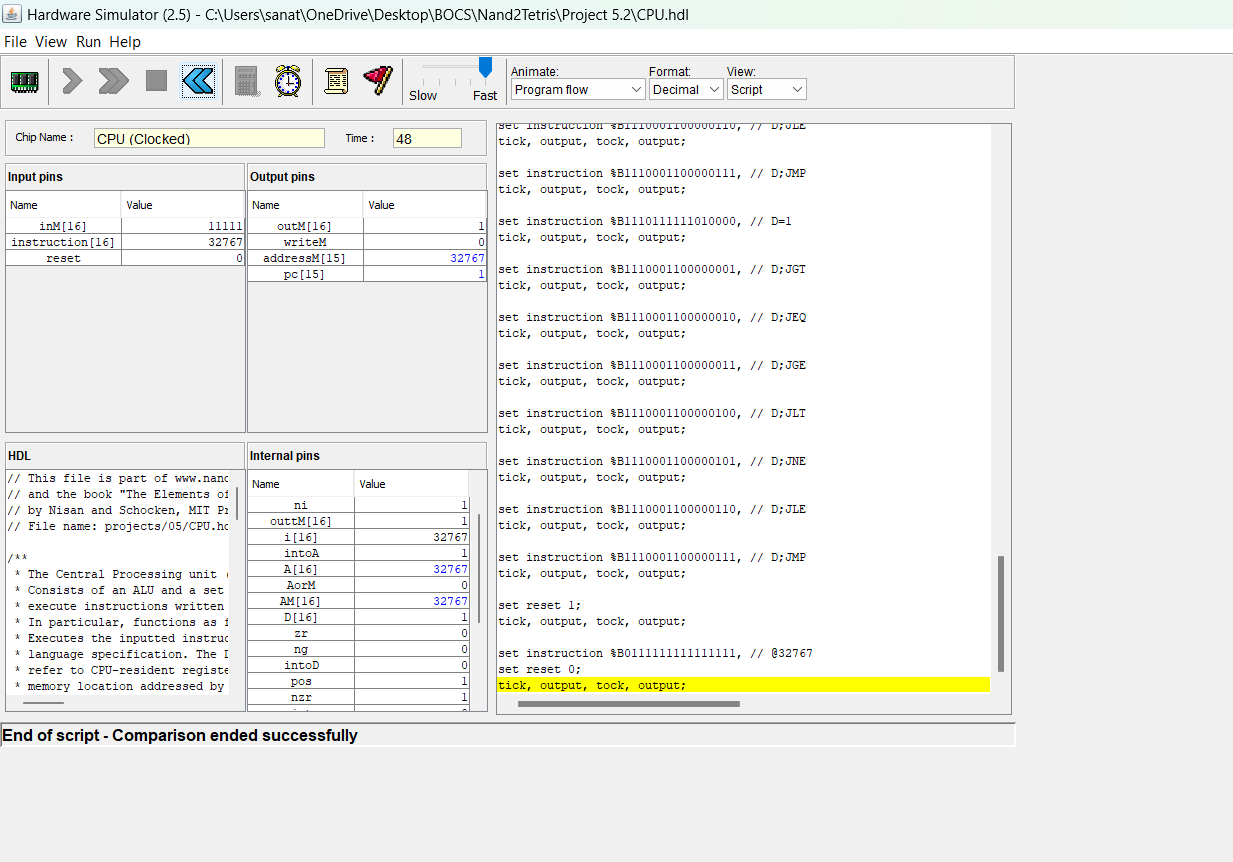 Hardware Simulator (2.5) - C:\Users\sanat\OneDrive\Desktop\BOCS\Nand2Tetris\Project 5.2\CPU.hdl
File View Run Help
Slow Fast
Animate: Format: View:
Program flow Decimal Script
Chip Name : CPU (Clocked) Time : 48
Input pins
Name Value
inM[16] 11111
instruction[16] 32767
reset 0
Output pins
Name Value
outM[16] 1
writeM 0
addressM[15] 32767
pc[15] 1
HDL
// This file is part of www.nand
// and the book "The Elements of
// by Nisan and Schocken, MIT Pr
// File name: projects/05/CPU.hd
/**
* The Central Processing unit (
* Consists of an ALU and a set
* execute instructions written
* In particular, functions as f
* Executes the inputted instruc
* language specification. The D
* refer to CPU-resident registe
* memory location addressed by
Internal pins
Name Value
ni 1
outtM[16] 1
i[16] 32767
intoA 1
A[16] 32767
AorM 0
AM[16] 32767
D[16] 1
zr 0
ng 0
intoD 0
pos 1
nzr 1
set instruction %B1110001100000110, // D;JLE
tick, output, tock, output;
set instruction %B1110001100000111, // D;JMP
tick, output, tock, output;
set instruction %B1110111111010000, // D=1
tick, output, tock, output;
set instruction %B1110001100000001, // D;JGT
tick, output, tock, output;
set instruction %B1110001100000010, // D;JEQ
tick, output, tock, output;
set instruction %B1110001100000011, // D;JGE
tick, output, tock, output;
set instruction %B1110001100000100, // D;JLT
tick, output, tock, output;
set instruction %B1110001100000101, // D;JNE
tick, output, tock, output;
set instruction %B1110001100000110, // D;JLE
tick, output, tock, output;
set instruction %B1110001100000111, // D;JMP
tick, output, tock, output;
set reset 1;
tick, output, tock, output;
set instruction %B0111111111111111, // @32767
set reset 0;
tick, output, tock, output;
End of script - Comparison ended successfully